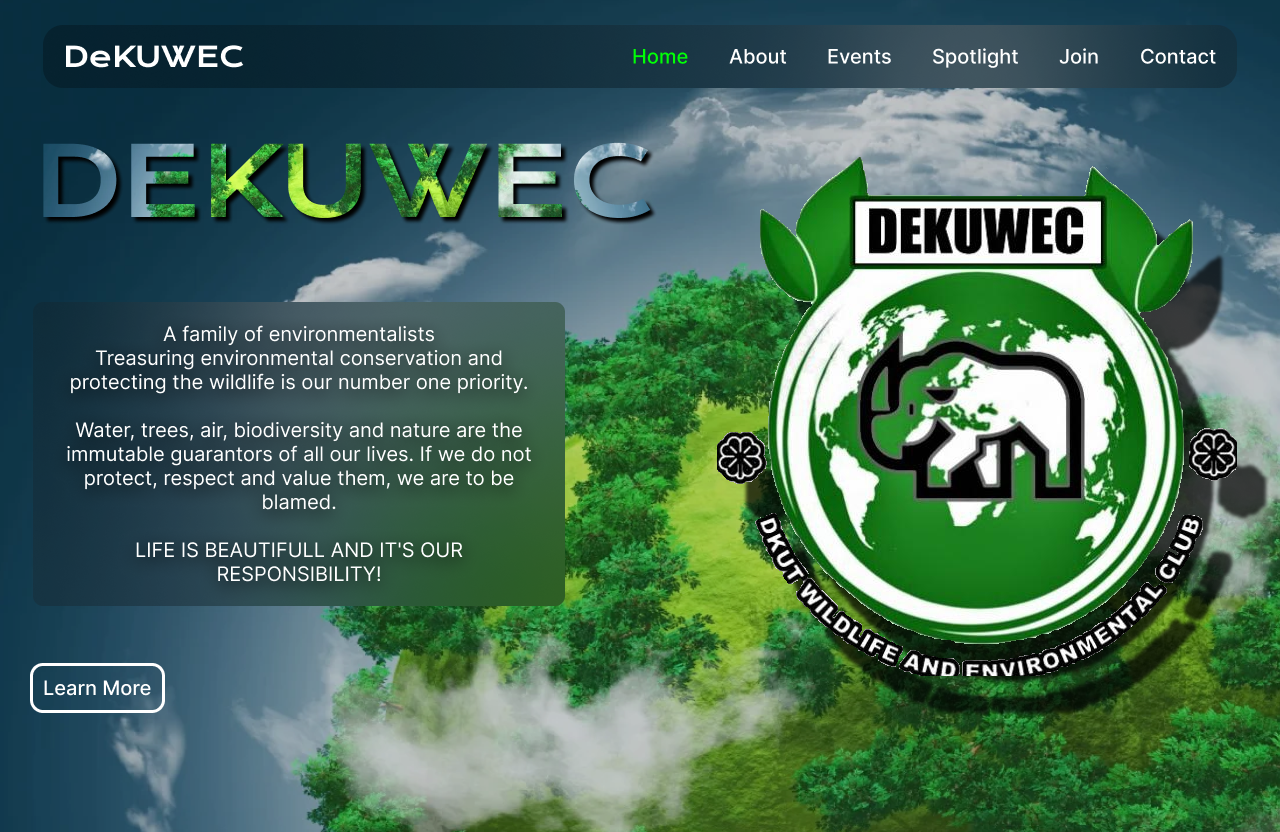 DeKUWEC
Home About Events Spotlight Join Contact
DEKUWEC
DEKUWEC
A family of environmentalists
Treasuring environmental conservation and
protecting the wildlife is our number one priority.
Water, trees, air, biodiversity and nature are the
immutable guarantors of all our lives. If we do not
protect, respect and value them, we are to be
blamed.
LIFE IS BEAUTIFULL AND IT'S OUR
RESPONSIBILITY!
DKUT WILDLIFE AND ENVIRONMENTAL CLUB
Learn More